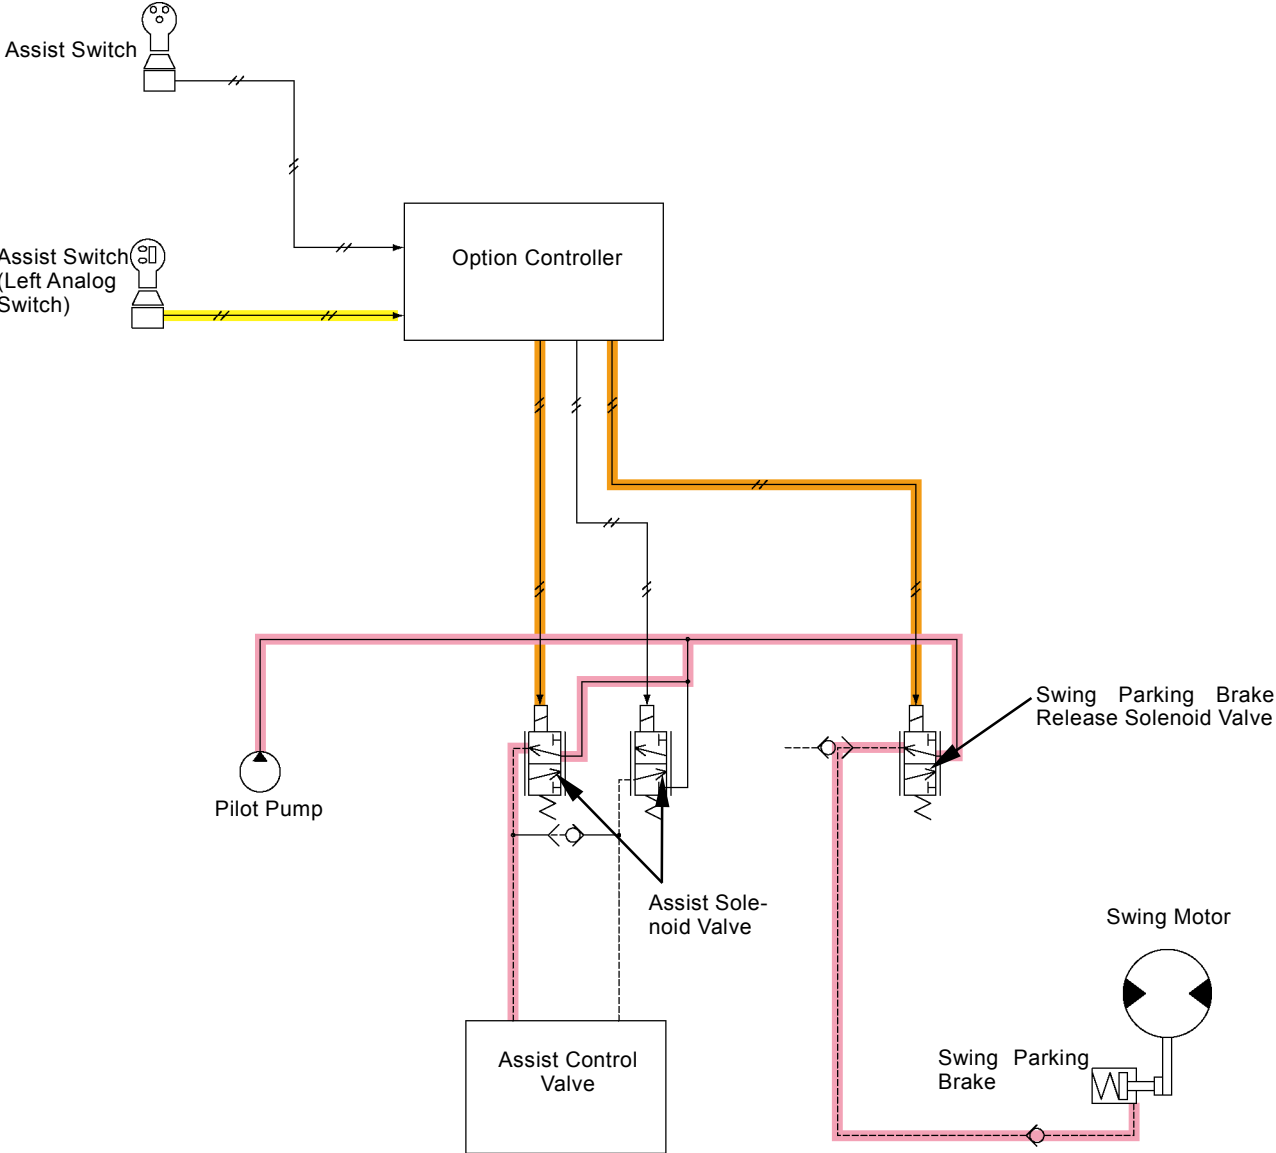 Assist Switch
Option Controller
Assist Switch
(Left Analog
Switch)
Swing Parking Brake
Release Solenoid Valve
Pilot Pump
Assist Sole-
noid Valve
Swing Motor
Assist Control
Valve
Swing Parking
Brake